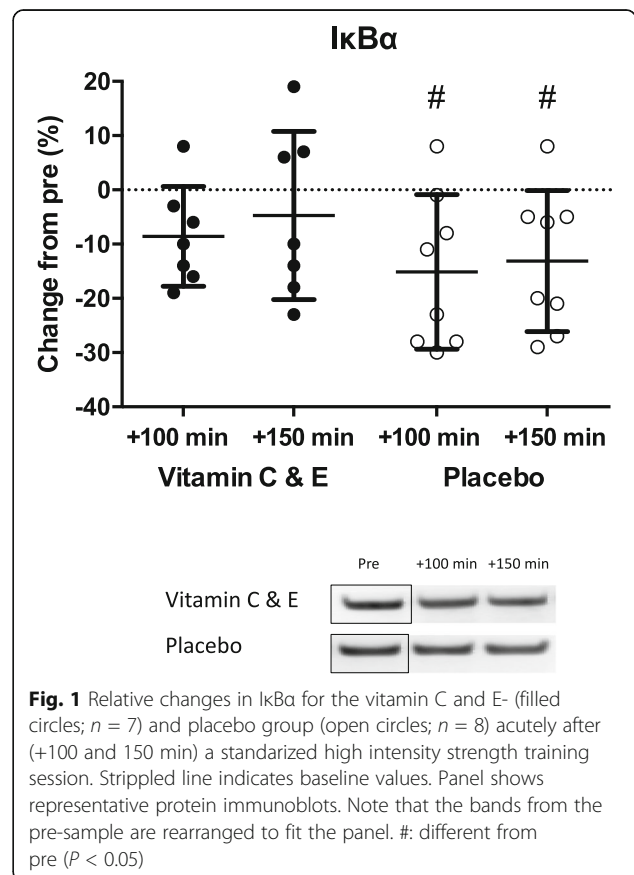 IκBα
Change from pre (%)
20
10
0
-10
-20
-30
-40
# #
+100 min +150 min +100 min +150 min
Vitamin C & E Placebo
Pre +100 min +150 min
Vitamin C & E
Placebo
Fig. 1 Relative changes in IκBα for the vitamin C and E- (filled
circles; n = 7) and placebo group (open circles; n = 8) acutely after
(+100 and 150 min) a standarized high intensity strength training
session. Strippled line indicates baseline values. Panel shows
representative protein immunoblots. Note that the bands from the
pre-sample are rearranged to fit the panel. #: different from
pre (P < 0.05)